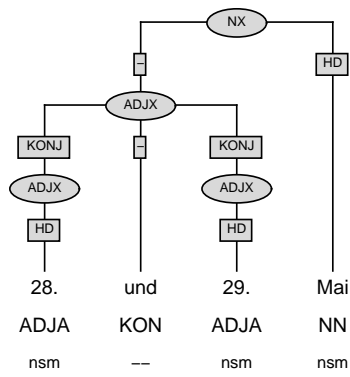 NX
– HD
ADJX
KONJ – KONJ
ADJX ADJX
HD HD
28. und 29. Mai
ADJA KON ADJA NN
nsm –– nsm nsm